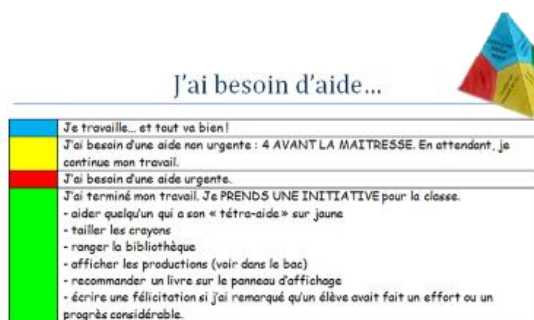 J'ai besoin d'aide...
Je travaille... et tout va bien !
J'ai besoin d'une aide non urgente : 4 AVANT LA MAITRESSE. En attendant, je
continue mon travail.
J'ai besoin d'une aide urgente.
J'ai terminé mon travail. Je PRENDS UNE INITIATIVE pour la classe.
- aider quelqu'un qui a son « tétra-aide » sur jaune
- tailler les crayons
- ranger la bibliothèque
- afficher les productions (voir dans le bac)
- recommander un livre sur le panneau d'affichage
- écrire une félicitation si j'ai remarqué qu'un élève avait fait un effort ou un
progrès considérable.